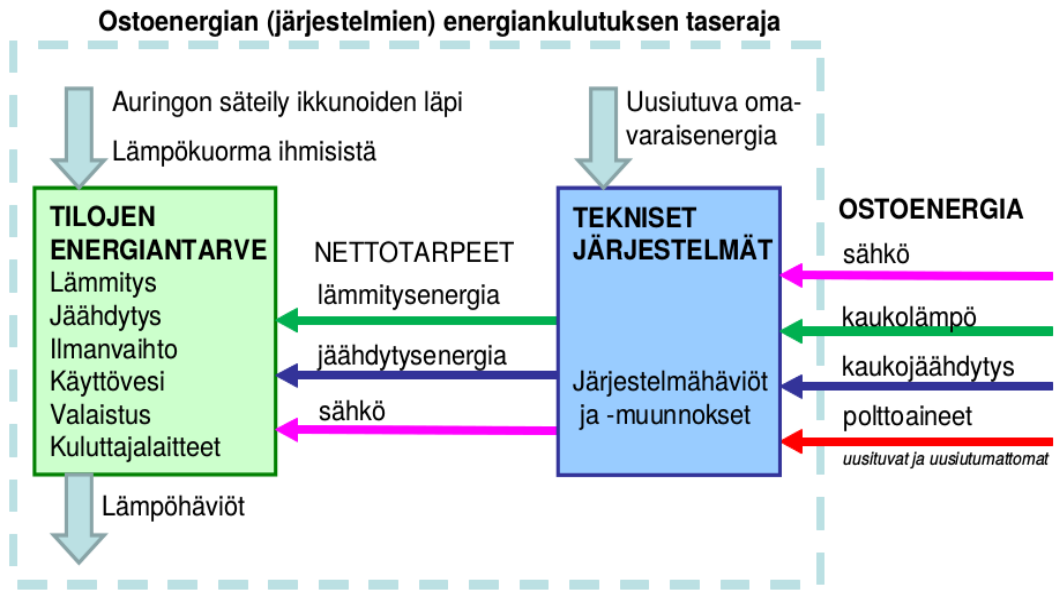 Ostoenergian (järjestelmien) energiankulutuksen taseraja
Auringon säteily ikkunoiden läpi
Lämpökuorma ihmisistä
Uusiutuva oma-
varaisenergia
TILOJEN
ENERGIANTARVE
Lämmitys
Jäähdytys
Ilmanvaihto
Käyttövesi
Valaistus
Kuluttajalaitteet
Lämpöhäviöt
NETTOTARPEET
lämmitysenergia
jäähdytysenergia
sähkö
TEKNISET
JÄRJESTELMÄT
Järjestelmähäviöt
ja -muunnokset
OSTOENERGIA
sähkö
kaukolämpö
kaukojäähdytys
polttoaineet
uusituvat ja uusiutumattomat